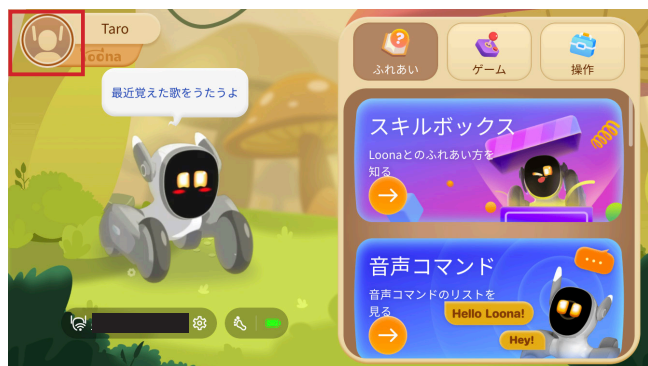 Taro
Loona
最近覚えた歌をうたうよ
ふれあい
ゲーム
操作
スキルボックス
Loonaとのふれあい方を
知る
音声コマンド
音声コマンドのリストを
見る
Hello Loona!
Hey!